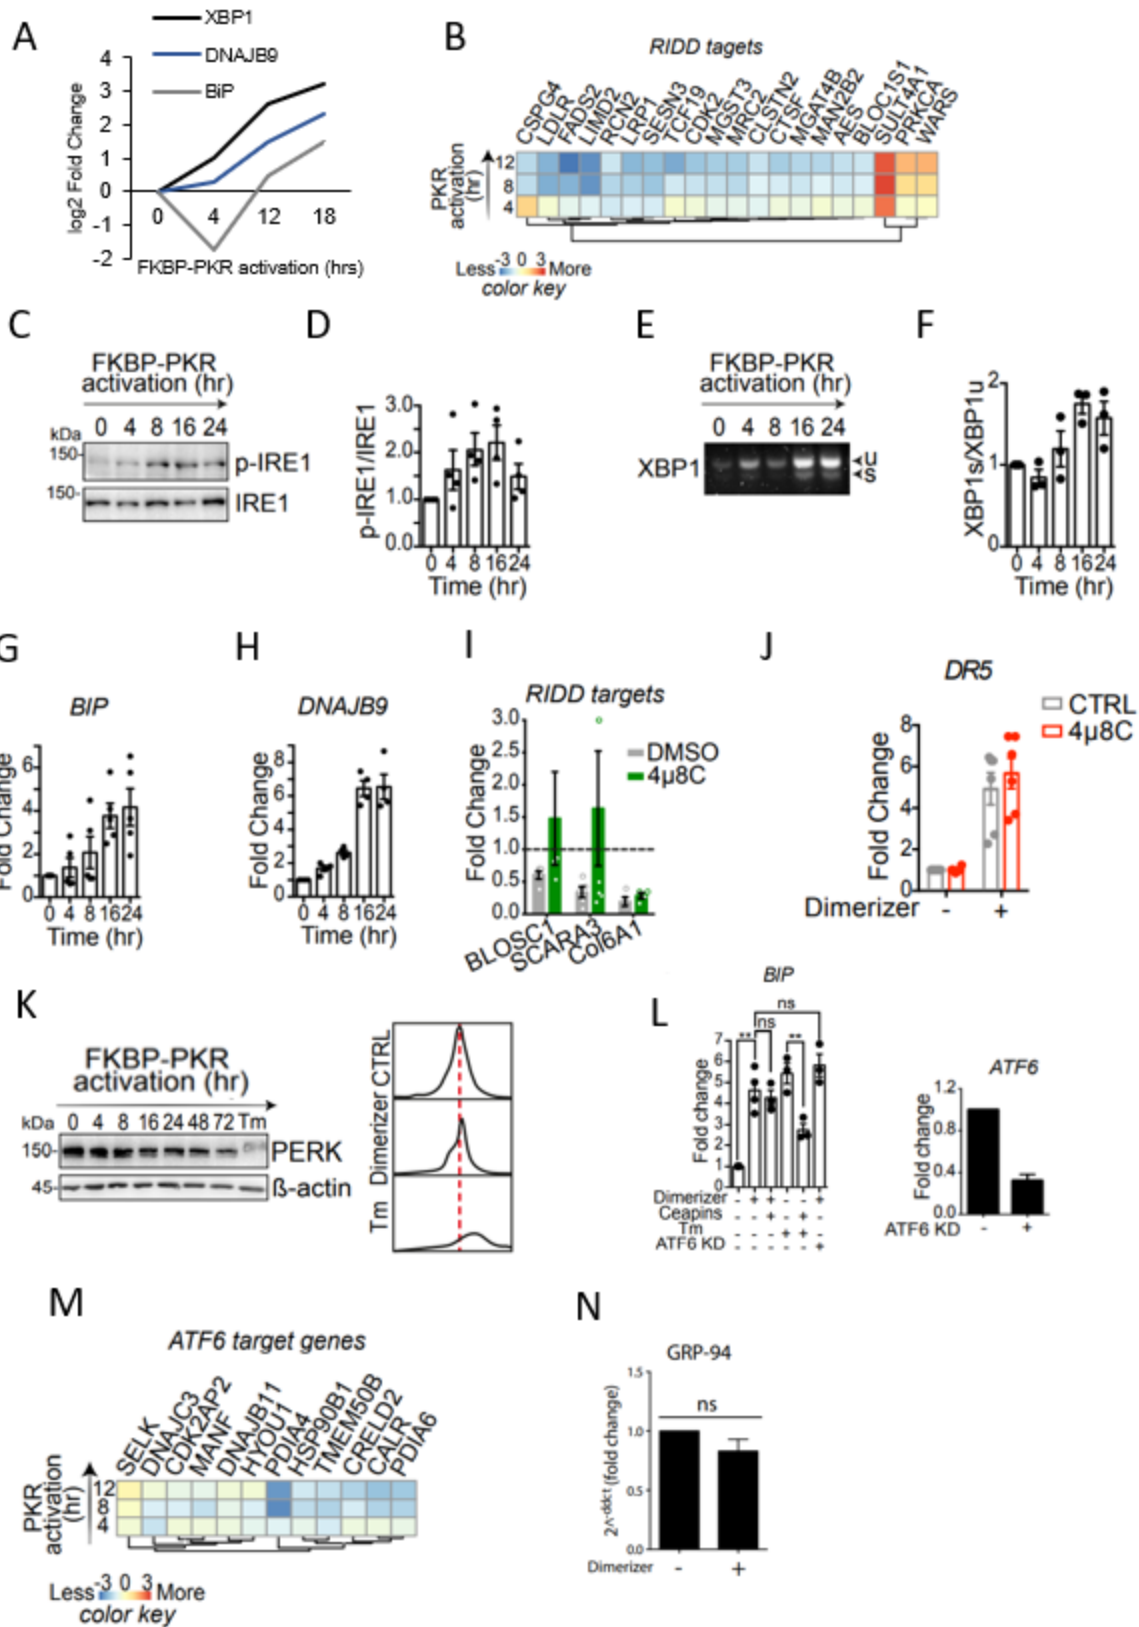 A
XBP1
DNAJB9
BiP
log2 Fold Change
4
3
2
1
0
-1
-2
0 4 12 18
FKBP-PKR activation (hrs)
B
RIDD tagets
CSPG4
LDLR
FADS2
LIMD2
RCN2
LRP1
SESN3
TCF19
CDK2
MGST3
MRC2
CLSTN2
CTSF
MGAT4B
MAN2B2
AES
BLOC1S1
SULT4A1
PRKCA
WARS
PKR
activation
(hr)
12
8
4
Less -3 0 3 More
color key
C
FKBP-PKR
activation (hr)
0 4 8 16 24
kDa
150-
p-IRE1
150-
IRE1
D
p-IRE1/IRE1
3.0
2.0
1.0
0.0
0 4 8 16 24
Time (hr)
E
FKBP-PKR
activation (hr)
0 4 8 16 24
XBP1
u
s
F
XBP1s/XBP1u
2
1
0
0 4 8 16 24
Time (hr)
G
BIP
Fold Change
6
4
2
0
0 4 8 16 24
Time (hr)
H
DNAJB9
Fold Change
8
6
4
2
0
0 4 8 16 24
Time (hr)
I
RIDD targets
Fold Change
3.0
2.5
2.0
1.5
1.0
0.5
0.0
DMSO
4µ8C
BLOSC1
SCARA3
Col6A1
J
DR5
CTRL
4µ8C
Fold Change
8
6
4
2
0
Dimerizer - +
K
FKBP-PKR
activation (hr)
kDa 0 4 8 16 24 48 72 Tm
150-
PERK
45-
ß-actin
CTRL
Dimerizer
Tm
L
BIP
ns
ns
** **
Fold change
7
6
5
4
3
2
1
0
Dimerizer - + + - - +
Ceapins - - + - + -
Tm - - - + + -
ATF6 KD - - - - - +
ATF6
Fold change
1.2
0.8
0.4
0.0
ATF6 KD - +
M
ATF6 target genes
SELK
DNAJC3
CDK2AP2
MANF
DNAJB11
HYOU1
PDIA4
HSP90B1
TMEM50B
CRELD2
CALR
PDIA6
PKR
activation
(hr)
12
8
4
Less -3 0 3 More
color key
N
GRP-94
ns
2^-ddct (fold change)
1.5
1.0
0.5
0.0
Dimerizer - +